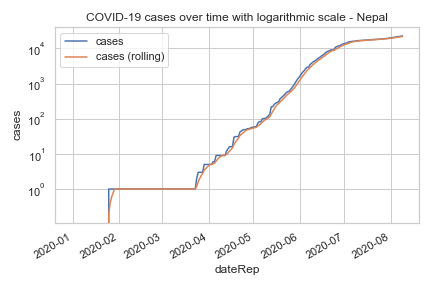 COVID-19 cases over time with logarithmic scale - Nepal
cases
cases (rolling)
10^4
10^3
10^2
10^1
10^0
cases
2020-01
2020-02
2020-03
2020-04
2020-05
2020-06
2020-07
2020-08
dateRep